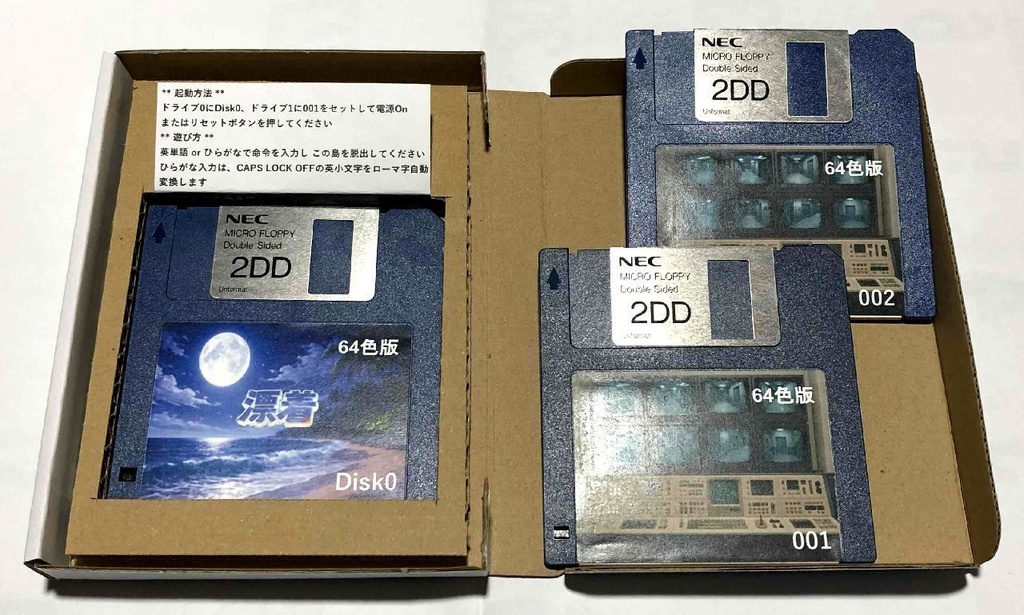 ** 起動方法 **
ドライブ0にDisk0、ドライブ1に001をセットして電源On
またはリセットボタンを押してください
** 遊び方 **
英単語 or ひらがなで命令を入力し この島を脱出してください
ひらがな入力は、CAPS LOCK OFFの英小文字をローマ字自動
変換します
NEC
MICRO FLOPPY
Double Sided
2DD
Unformat
64色版
漂着
Disk0
NEC
MICRO FLOPPY
Double Sided
2DD
Unformat
64色版
002
NEC
MICRO FLOPPY
Double Sided
2DD
Unformat
64色版
001